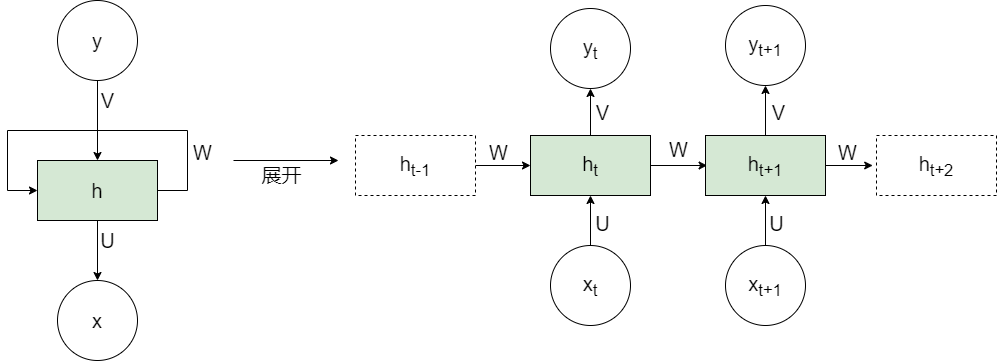 y
V
W
h
U
x
展开
y_t
y_{t+1}
V
V
h_{t-1}
W
h_t
W
h_{t+1}
W
h_{t+2}
U
U
x_t
x_{t+1}